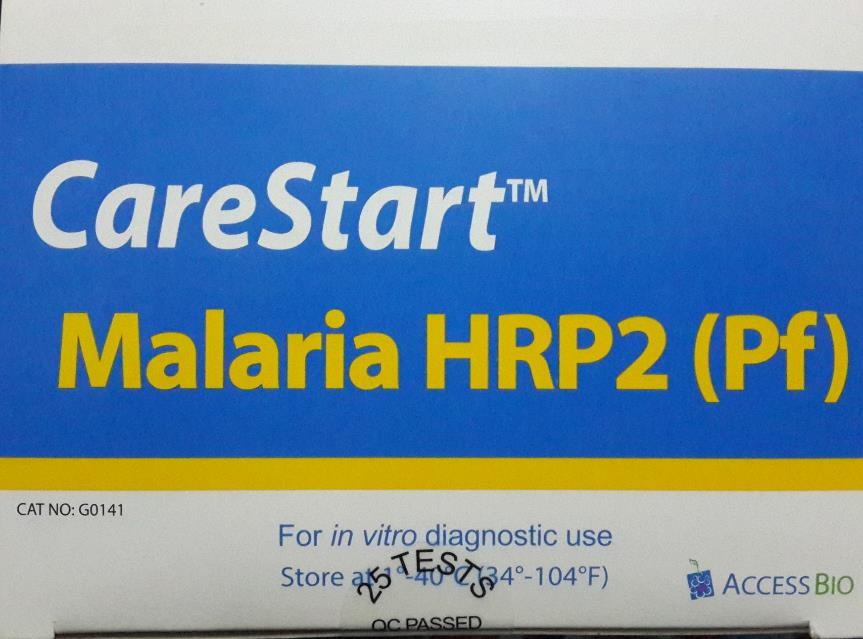 CareStart™
Malaria HRP2 (Pf)
CAT NO: G0141
For in vitro diagnostic use
Store at 1°-40°C (34°-104°F)
25 TESTS
QC PASSED
ACCESS BIO